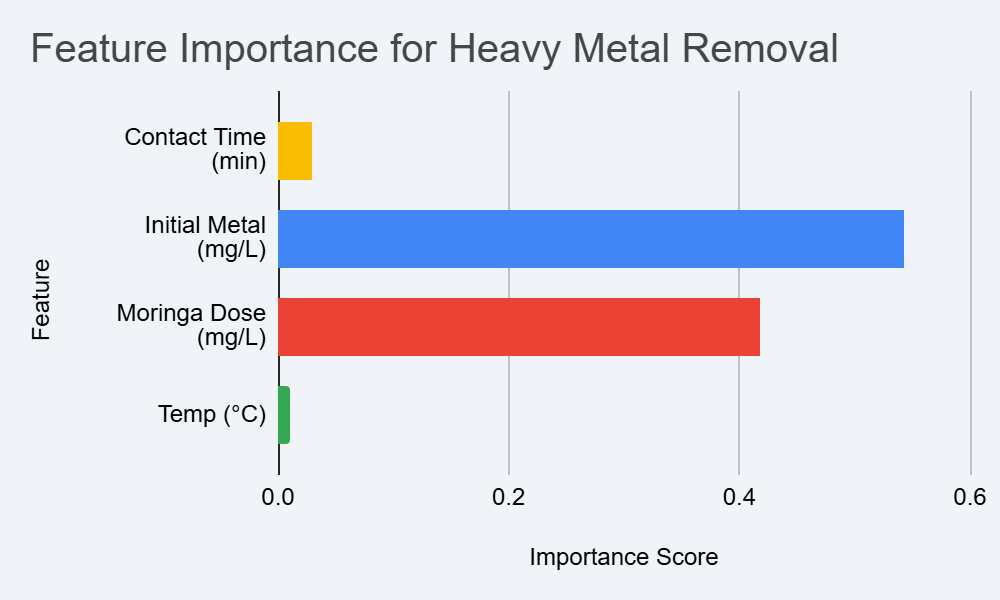 Feature Importance for Heavy Metal Removal
Contact Time
(min)
Initial Metal
(mg/L)
Moringa Dose
(mg/L)
Temp (°C)
Feature
0.0
0.2
0.4
0.6
Importance Score